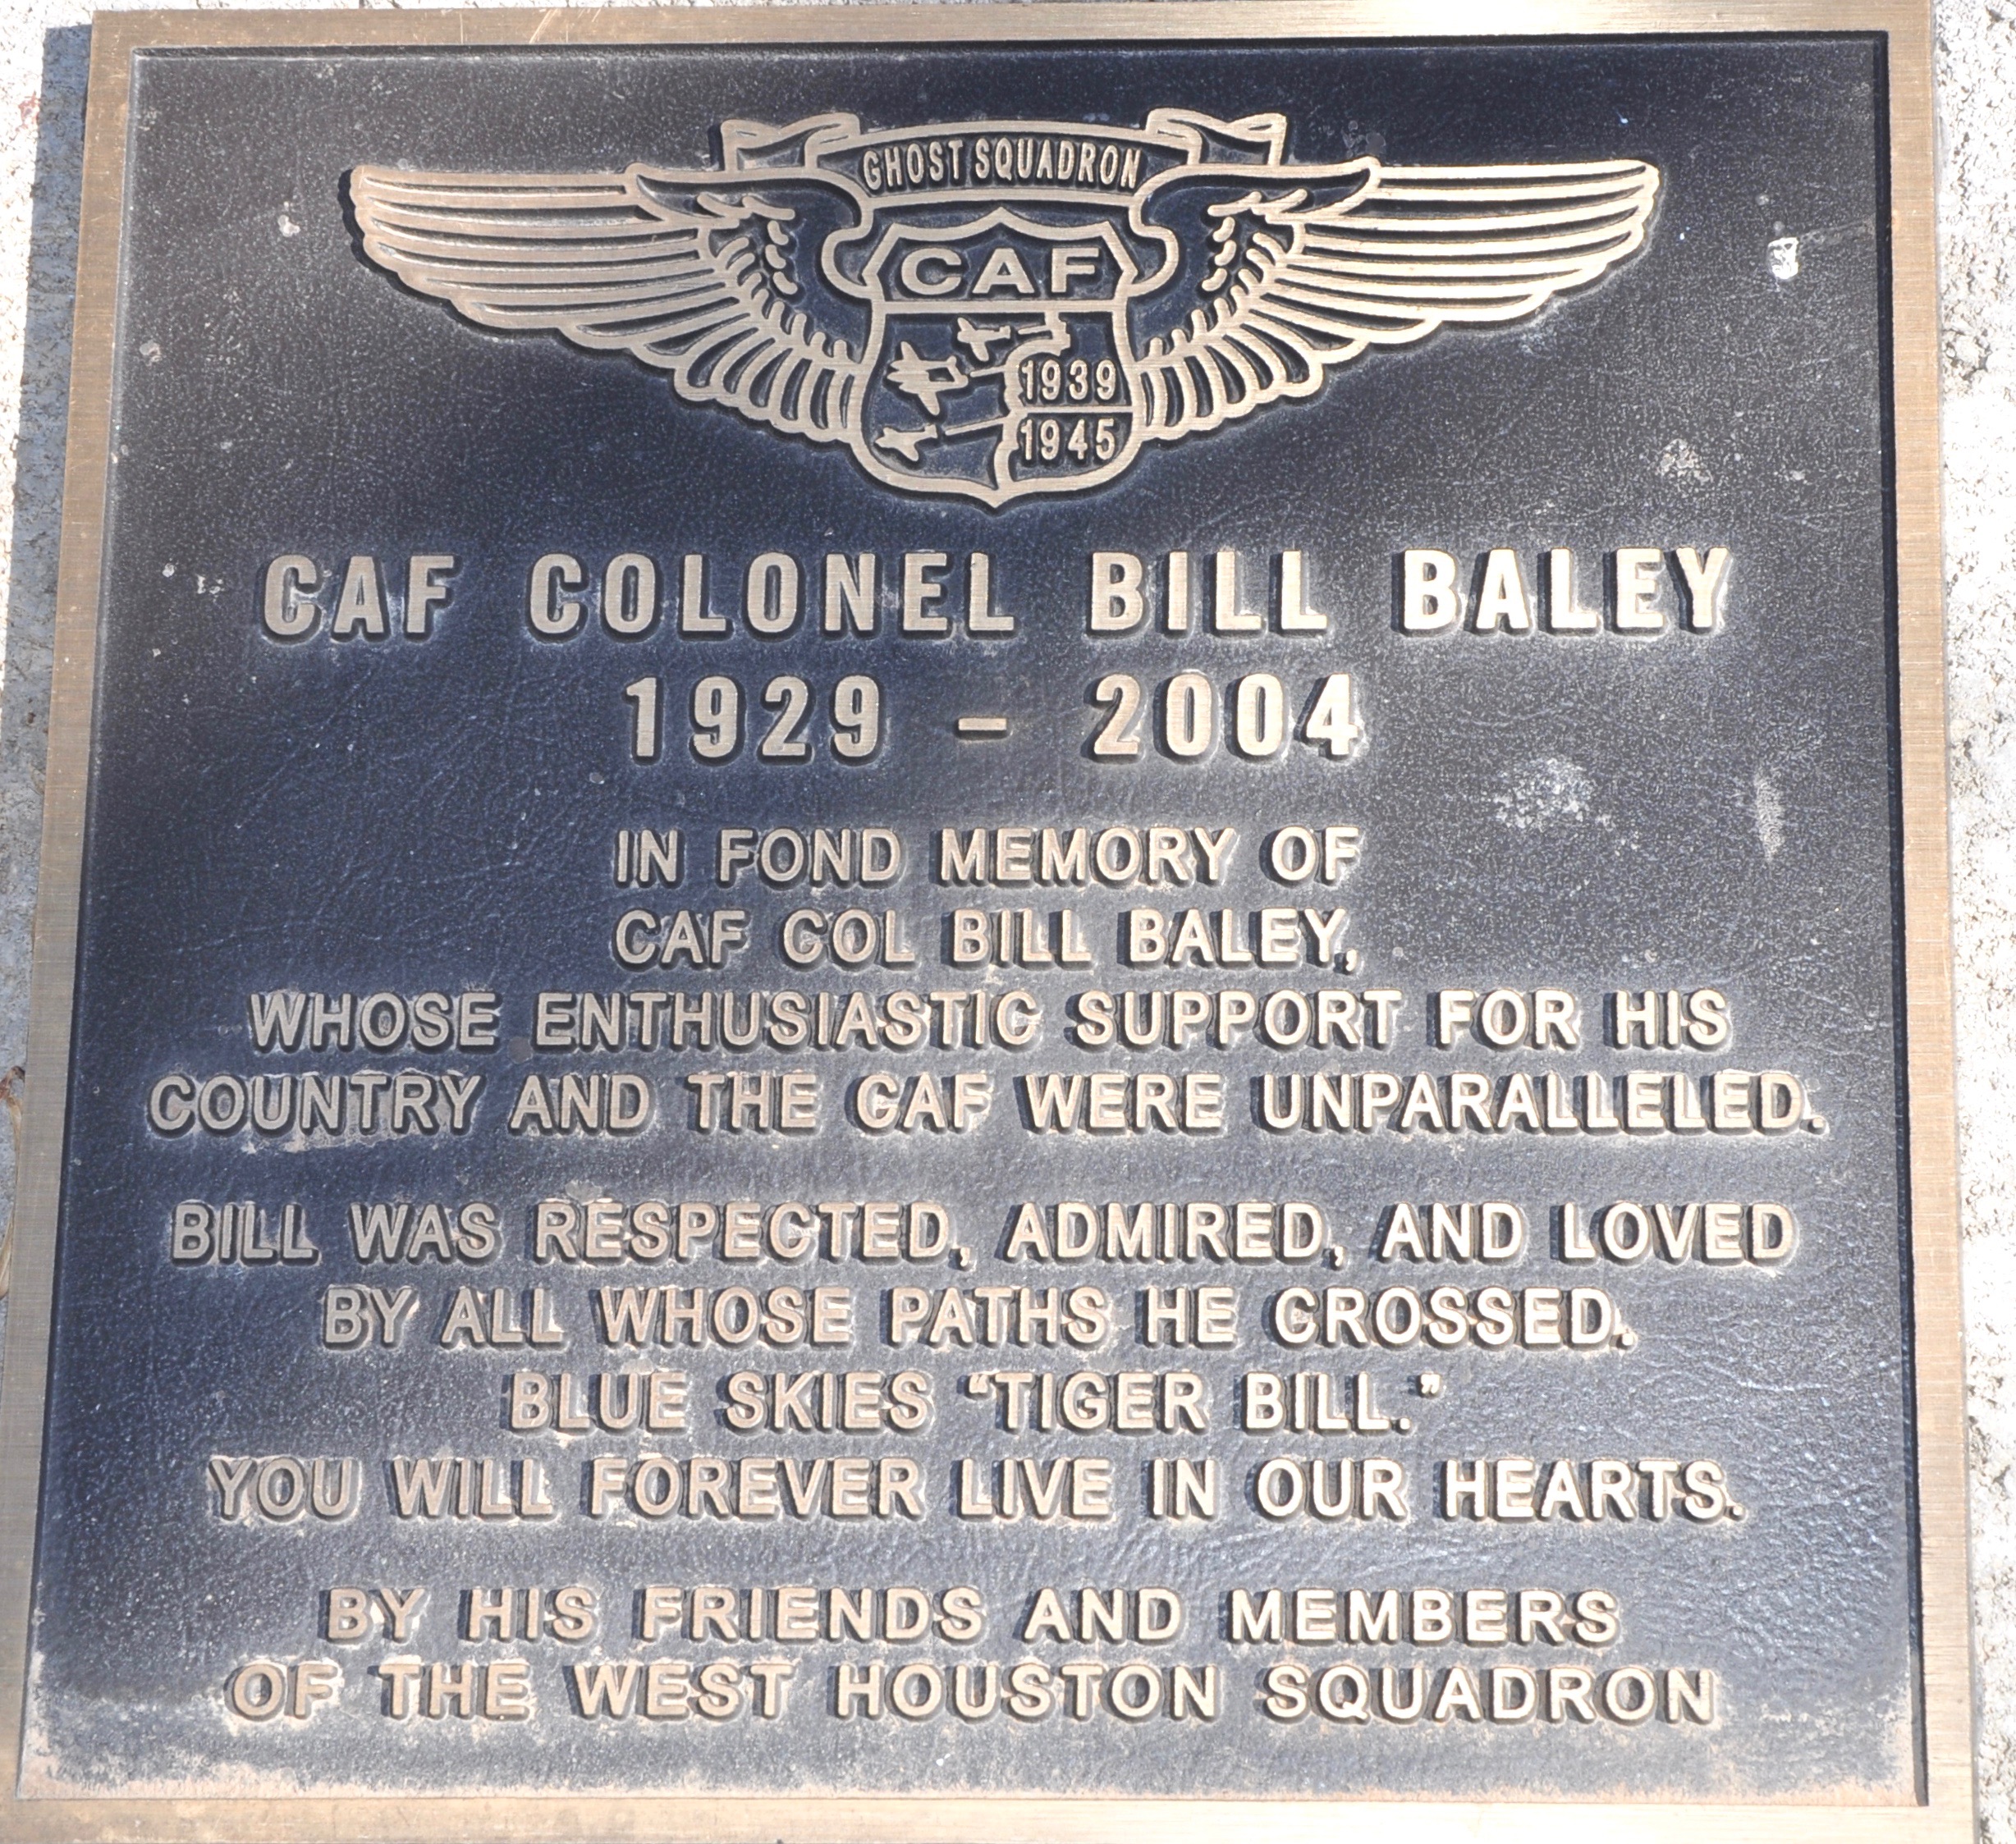 GHOST SQUADRON
CAF
1939
1945
CAF COLONEL BILL BALEY
1929 - 2004
IN FOND MEMORY OF
CAF COL BILL BALEY,
WHOSE ENTHUSIASTIC SUPPORT FOR HIS
COUNTRY AND THE CAF WERE UNPARALLELED.
BILL WAS RESPECTED, ADMIRED, AND LOVED
BY ALL WHOSE PATHS HE CROSSED.
BLUE SKIES “TIGER BILL.”
YOU WILL FOREVER LIVE IN OUR HEARTS.
BY HIS FRIENDS AND MEMBERS
OF THE WEST HOUSTON SQUADRON